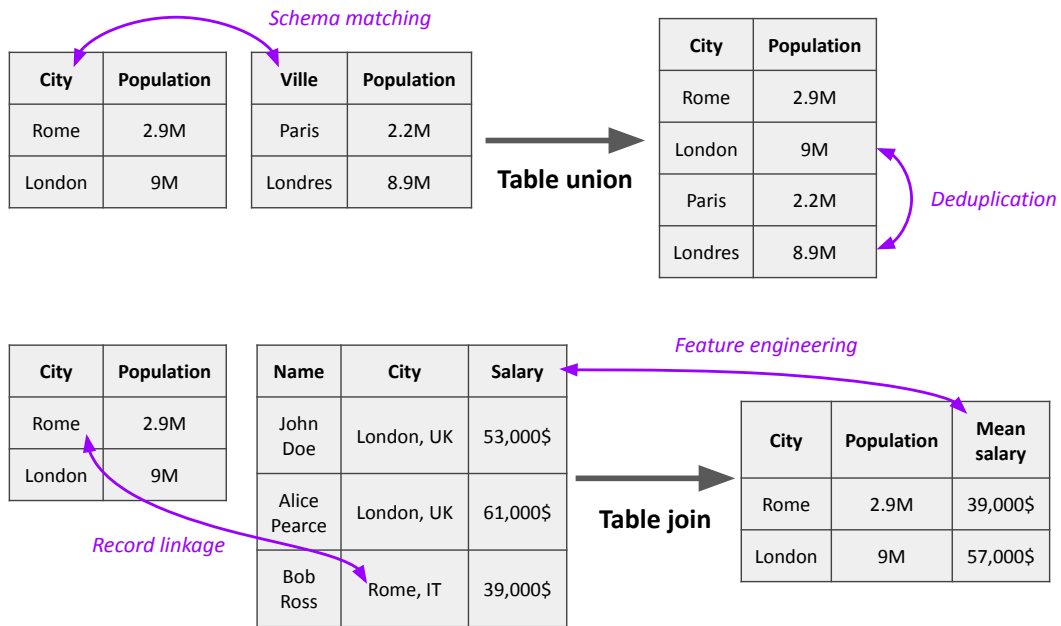 Schema matching
City Population
Rome 2.9M
London 9M
Ville Population
Paris 2.2M
Londres 8.9M
Table union
City Population
Rome 2.9M
London 9M
Paris 2.2M
Londres 8.9M
Deduplication
City Population
Rome 2.9M
London 9M
Record linkage
Name City Salary
John
Doe
London, UK 53,000$
Alice
Pearce
London, UK 61,000$
Bob
Ross
Rome, IT 39,000$
Feature engineering
Table join
City Population Mean
salary
Rome 2.9M 39,000$
London 9M 57,000$